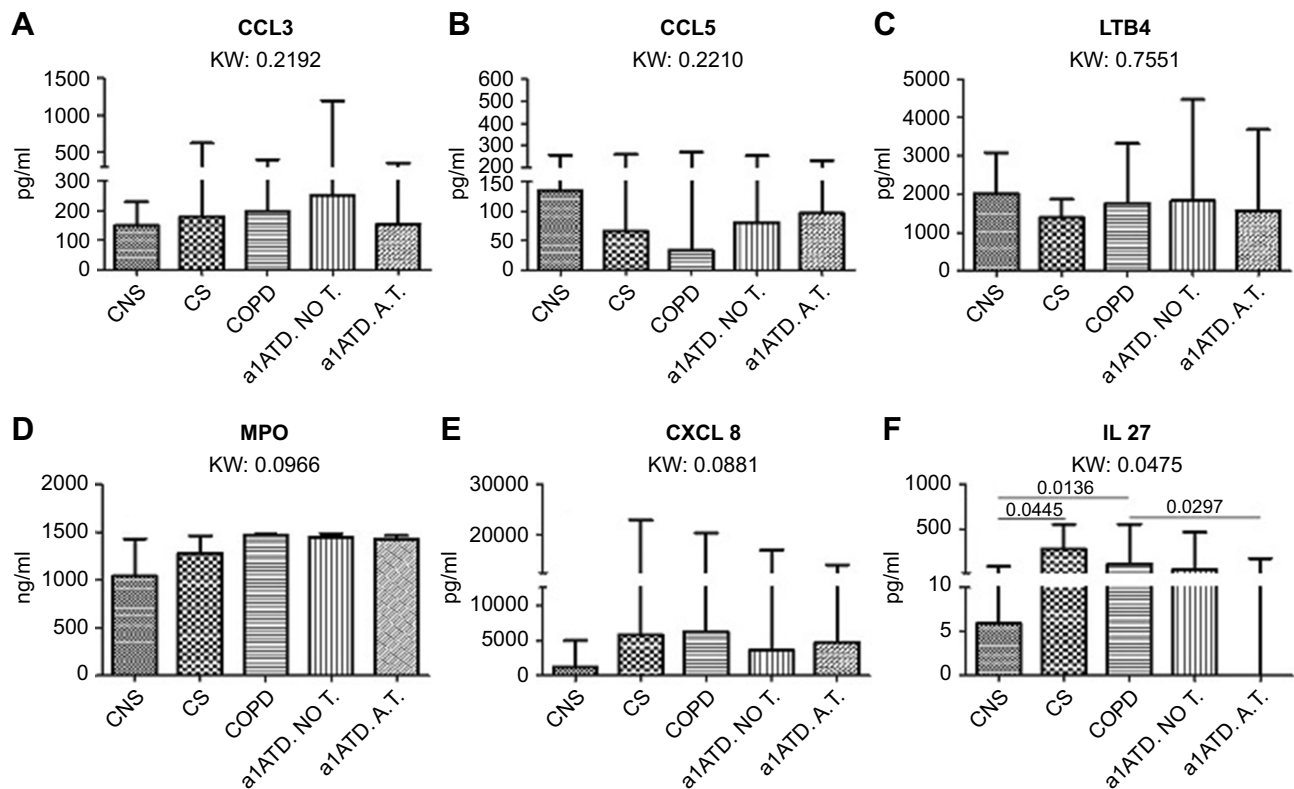 A
CCL3
KW: 0.2192
pg/ml
1500
1000
500
300
200
100
0
CNS
CS
COPD
a1ATD. NO T.
a1ATD. A.T.
B
CCL5
KW: 0.2210
pg/ml
600
500
400
300
200
150
100
50
0
CNS
CS
COPD
a1ATD. NO T.
a1ATD. A.T.
C
LTB4
KW: 0.7551
pg/ml
5000
4000
3000
2000
1000
0
CNS
CS
COPD
a1ATD. NO T.
a1ATD. A.T.
D
MPO
KW: 0.0966
ng/ml
2000
1500
1000
500
0
CNS
CS
COPD
a1ATD. NO T.
a1ATD. A.T.
E
CXCL 8
KW: 0.0881
pg/ml
30000
20000
10000
5000
0
CNS
CS
COPD
a1ATD. NO T.
a1ATD. A.T.
F
IL 27
KW: 0.0475
pg/ml
1000
500
10
5
0
0.0136
0.0445
0.0297
CNS
CS
COPD
a1ATD. NO T.
a1ATD. A.T.